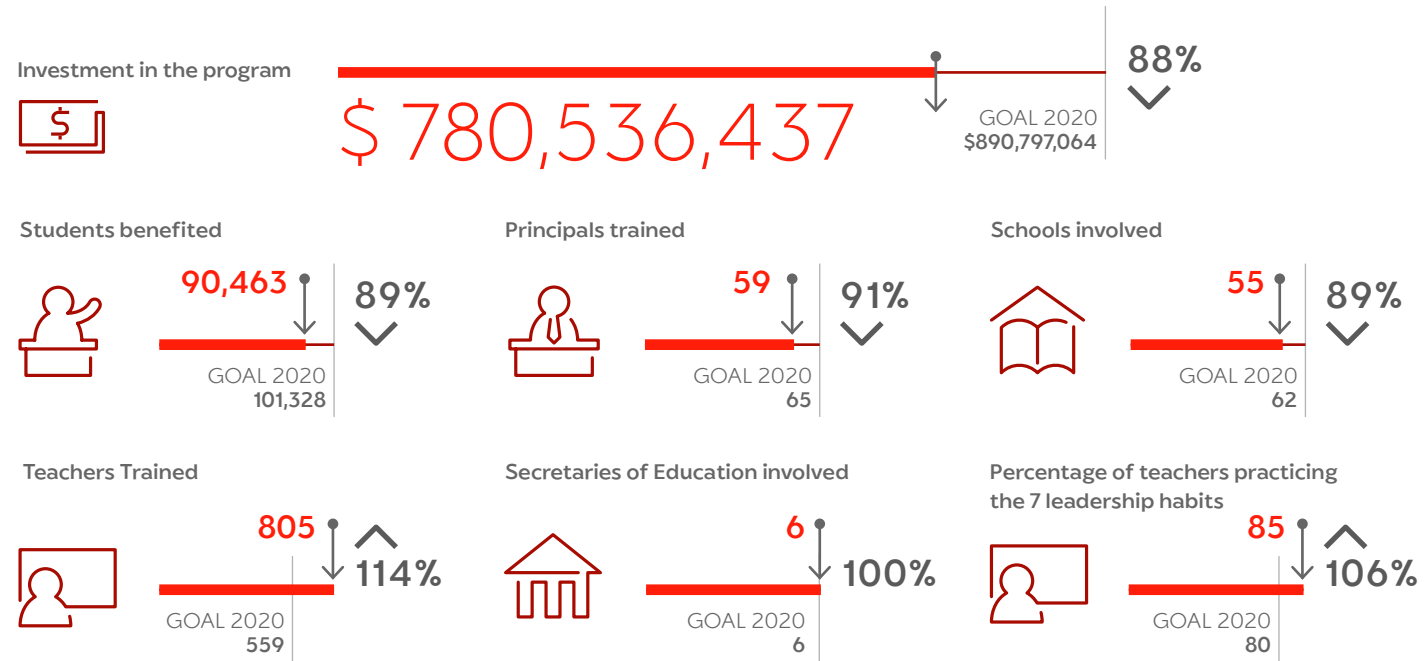 Investment in the program
$
$ 780,536,437
GOAL 2020
$890,797,064
88%
Students benefited
90,463
89%
GOAL 2020
101,328
Principals trained
59
91%
GOAL 2020
65
Schools involved
55
89%
GOAL 2020
62
Teachers Trained
805
114%
GOAL 2020
559
Secretaries of Education involved
6
100%
GOAL 2020
6
Percentage of teachers practicing
the 7 leadership habits
85
106%
GOAL 2020
80